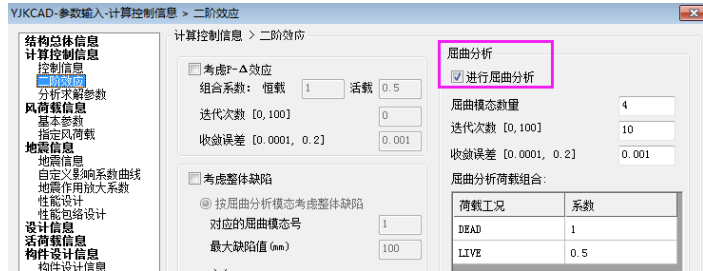 YJKCAD-参数输入-计算控制信息 > 二阶效应
结构总体信息
计算控制信息
控制信息
二阶效应
分析求解参数
风荷载信息
基本参数
指定风荷载
地震信息
地震信息
自定义影响系数曲线
地震作用放大系数
性能设计
性能包络设计
设计信息
活荷载信息
构件设计信息
构件设计信息
计算控制信息 > 二阶效应
考虑P-Δ效应
组合系数: 恒载 1 活载 0.5
迭代次数 [0,100] 0
收敛误差 [0.0001, 0.2] 0.001
考虑整体缺陷
按屈曲分析模态考虑整体缺陷
对应的屈曲模态号 1
最大缺陷值(mm) 100
屈曲分析
进行屈曲分析
屈曲模态数量 4
迭代次数 [0,100] 10
收敛误差 [0.0001, 0.2] 0.001
屈曲分析荷载组合:
荷载工况 系数
DEAD 1
LIVE 0.5